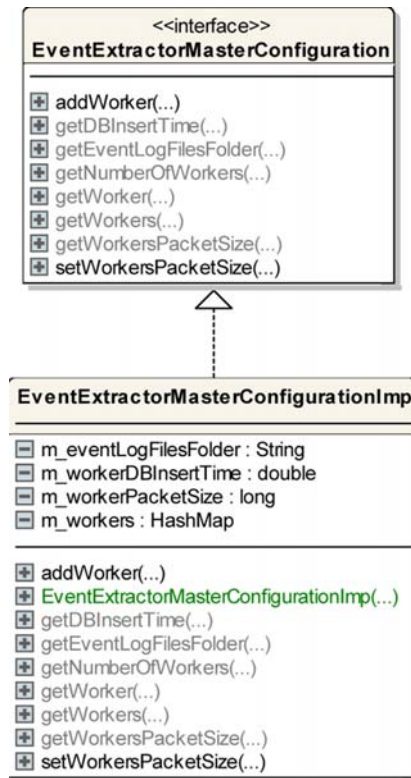 <<interface>>
EventExtractorMasterConfiguration
addWorker(...)
getDBInsertTime(...)
getEventLogFilesFolder(...)
getNumberOfWorkers(...)
getWorker(...)
getWorkers(...)
getWorkersPacketSize(...)
setWorkersPacketSize(...)
EventExtractorMasterConfigurationImp
m_eventLogFilesFolder : String
m_workerDBInsertTime : double
m_workerPacketSize : long
m_workers : HashMap
addWorker(...)
EventExtractorMasterConfigurationImp(...)
getDBInsertTime(...)
getEventLogFilesFolder(...)
getNumberOfWorkers(...)
getWorker(...)
getWorkers(...)
getWorkersPacketSize(...)
setWorkersPacketSize(...)